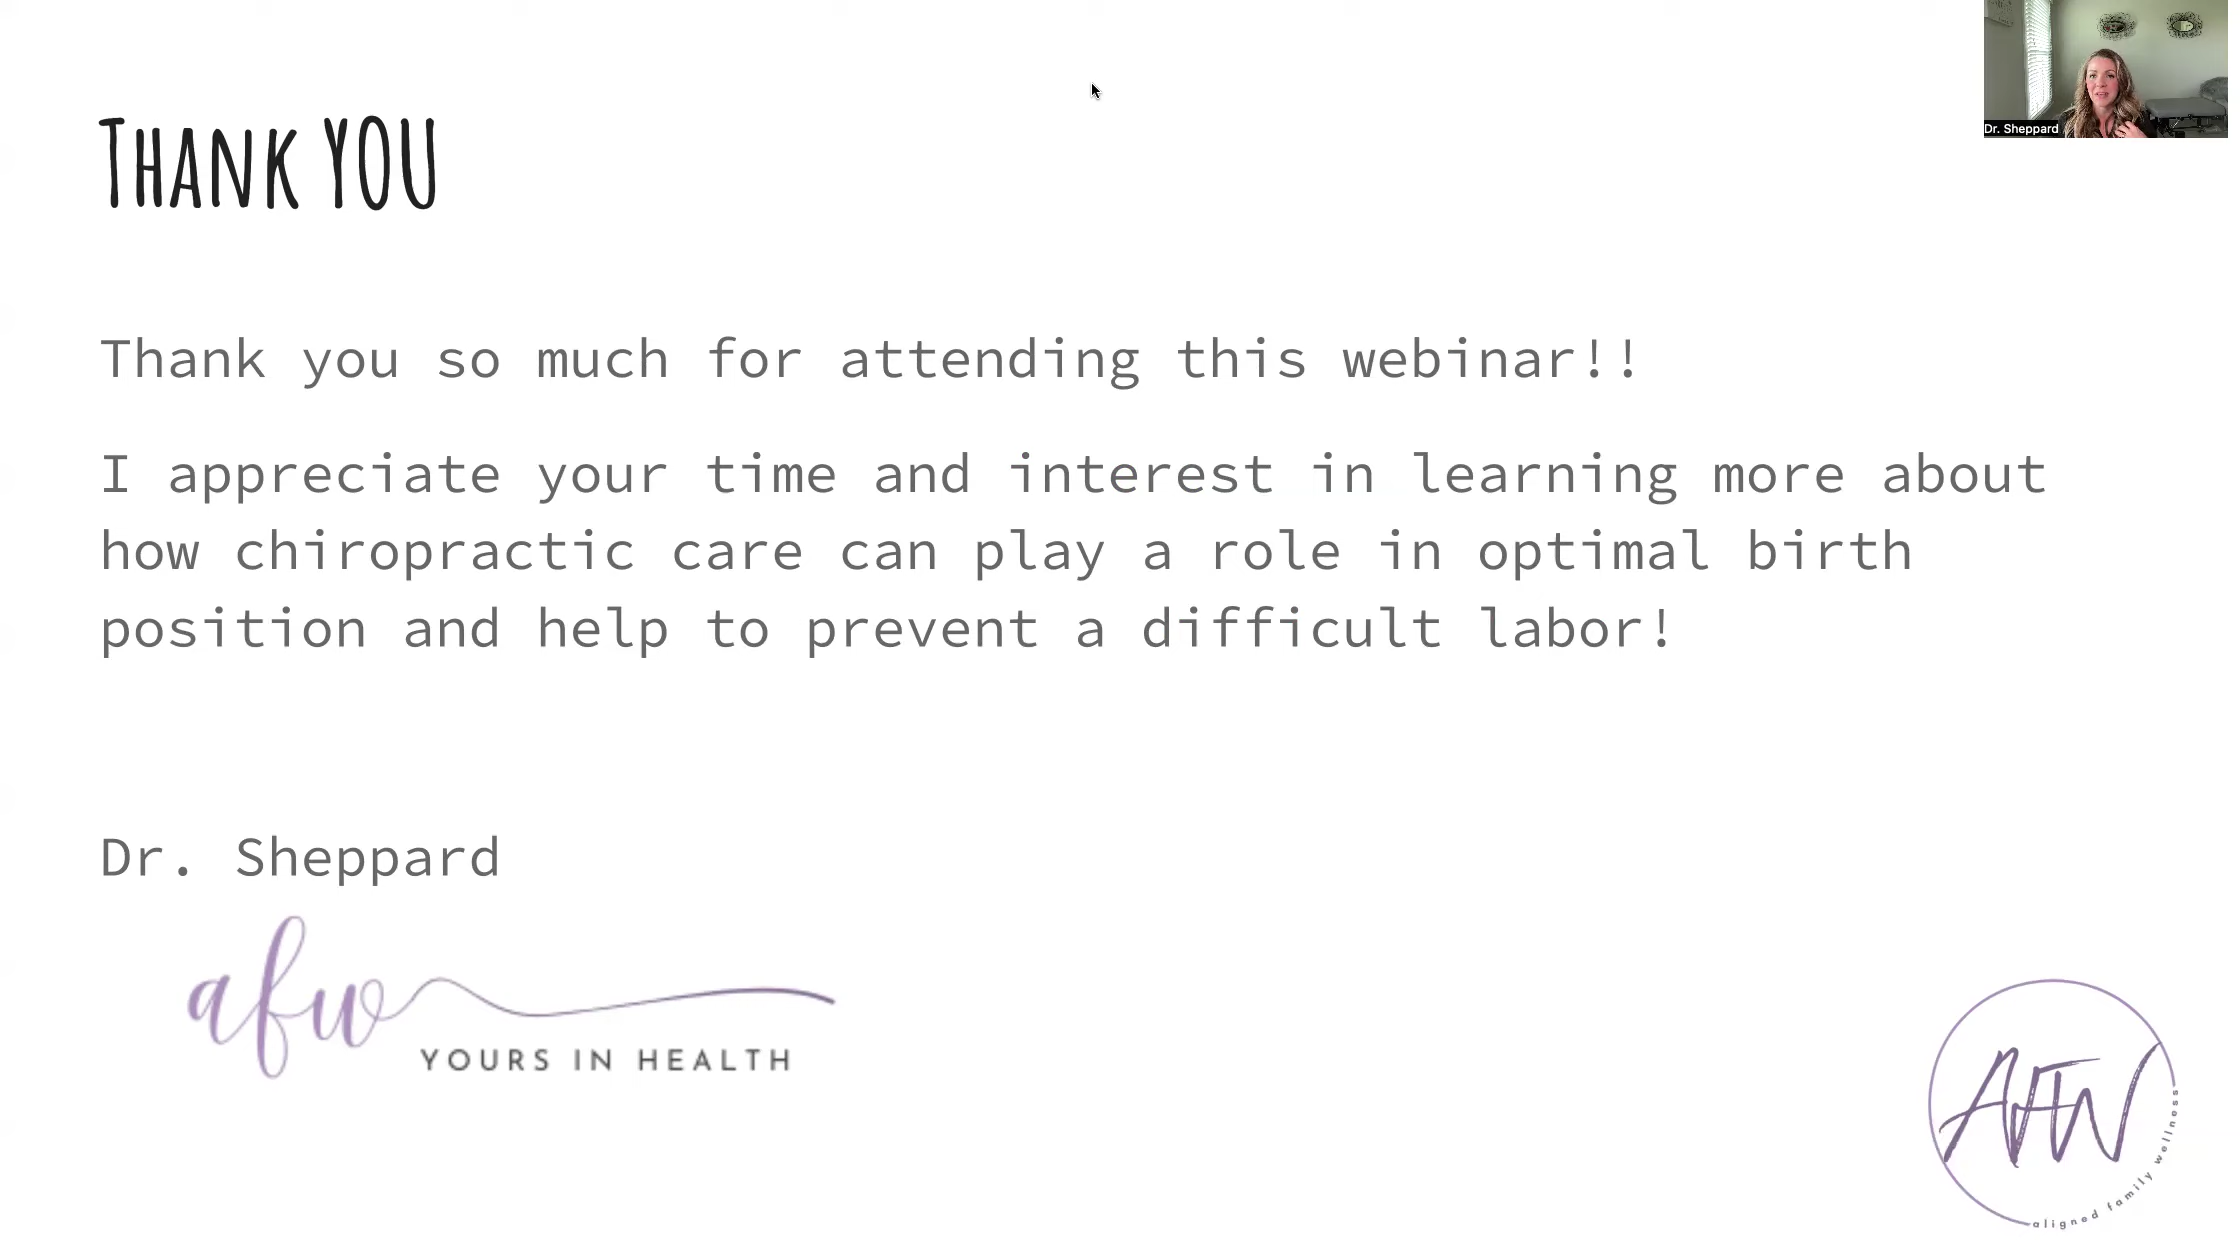 Dr. Sheppard
THANK YOU
Thank you so much for attending this webinar!!
I appreciate your time and interest in learning more about
how chiropractic care can play a role in optimal birth
position and help to prevent a difficult labor!
Dr. Sheppard
afw
YOURS IN HEALTH
AFW
aligned family wellness